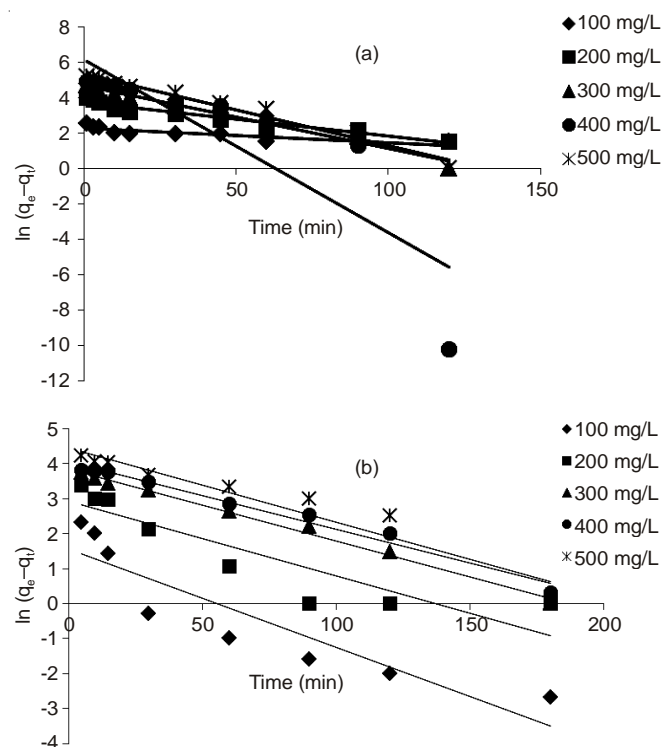 (a)
8
6
4
2
0
-2
-4
-6
-8
-10
-12
0
50
100
150
Time (min)
ln (qe–qt)
100 mg/L
200 mg/L
300 mg/L
400 mg/L
500 mg/L
(b)
5
4
3
2
1
0
-1
-2
-3
-4
0
50
100
150
200
Time (min)
ln (qe–qt)
100 mg/L
200 mg/L
300 mg/L
400 mg/L
500 mg/L